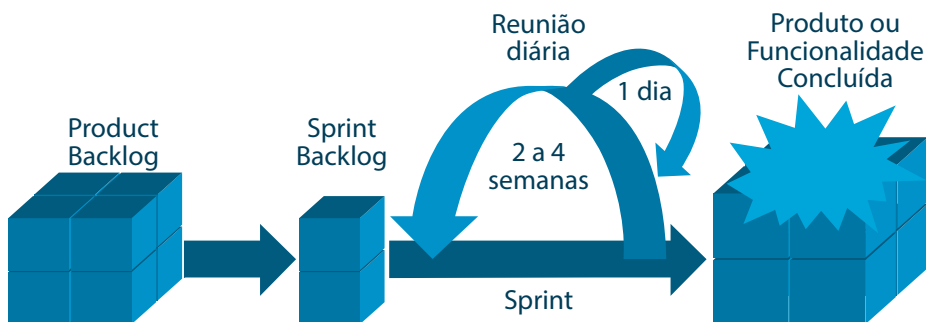 Product
Backlog
Sprint
Backlog
Reunião
diária
1 dia
2 a 4
semanas
Sprint
Produto ou
Funcionalidade
Concluída